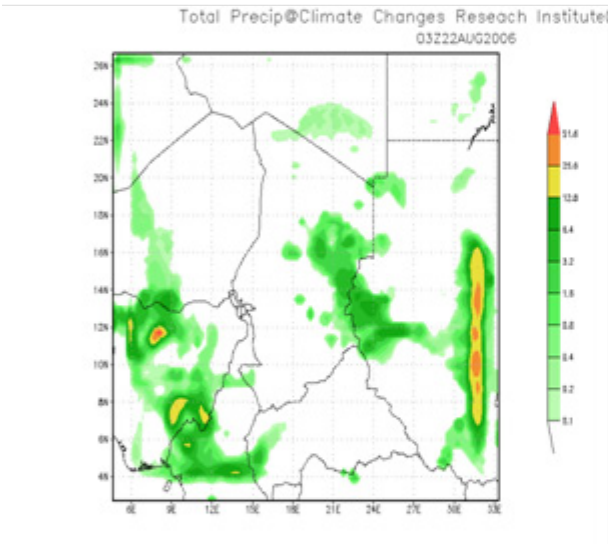 Total Precip@Climate Changes Reseach Institute
03Z22AUG2006
26N
24N
22N
20N
18N
16N
14N
12N
10N
8N
6N
4N
6E 9E 12E 15E 18E 21E 24E 27E 30E 33E
51.6
25.6
12.8
6.4
3.2
1.6
0.8
0.4
0.2
0.1